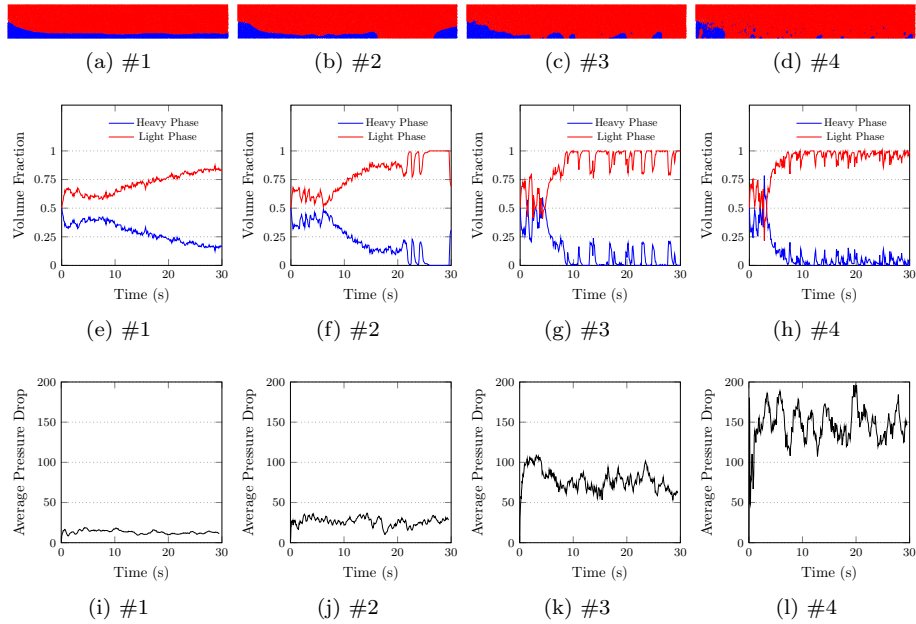 (a) #1
(b) #2
(c) #3
(d) #4
Volume Fraction
Heavy Phase
Light Phase
1
0.75
0.5
0.25
0
0 10 20 30
Time (s)
(e) #1
Volume Fraction
Heavy Phase
Light Phase
1
0.75
0.5
0.25
0
0 10 20 30
Time (s)
(f) #2
Volume Fraction
Heavy Phase
Light Phase
1
0.75
0.5
0.25
0
0 10 20 30
Time (s)
(g) #3
Volume Fraction
Heavy Phase
Light Phase
1
0.75
0.5
0.25
0
0 10 20 30
Time (s)
(h) #4
Average Pressure Drop
200
150
100
50
0
0 10 20 30
Time (s)
(i) #1
Average Pressure Drop
200
150
100
50
0
0 10 20 30
Time (s)
(j) #2
Average Pressure Drop
200
150
100
50
0
0 10 20 30
Time (s)
(k) #3
Average Pressure Drop
200
150
100
50
0
0 10 20 30
Time (s)
(l) #4